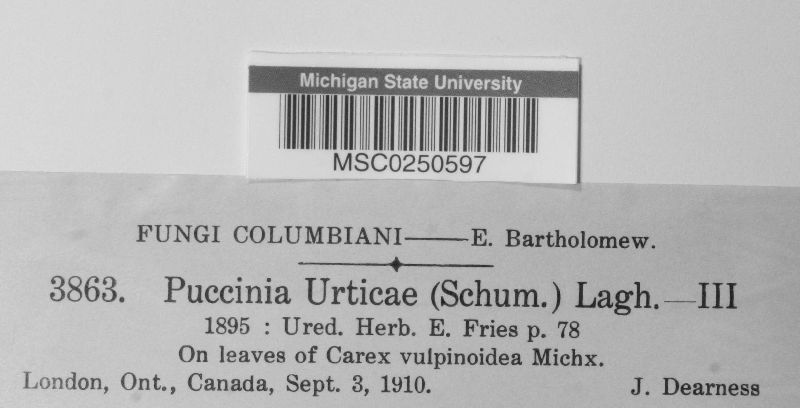 Michigan State University
MSC0250597
FUNGI COLUMBIANI——E. Bartholomew.
3863. Puccinia Urticae (Schum.) Lagh.—III
1895 : Ured. Herb. E. Fries p. 78
On leaves of Carex vulpinoidea Michx.
London, Ont., Canada, Sept. 3, 1910. J. Dearness